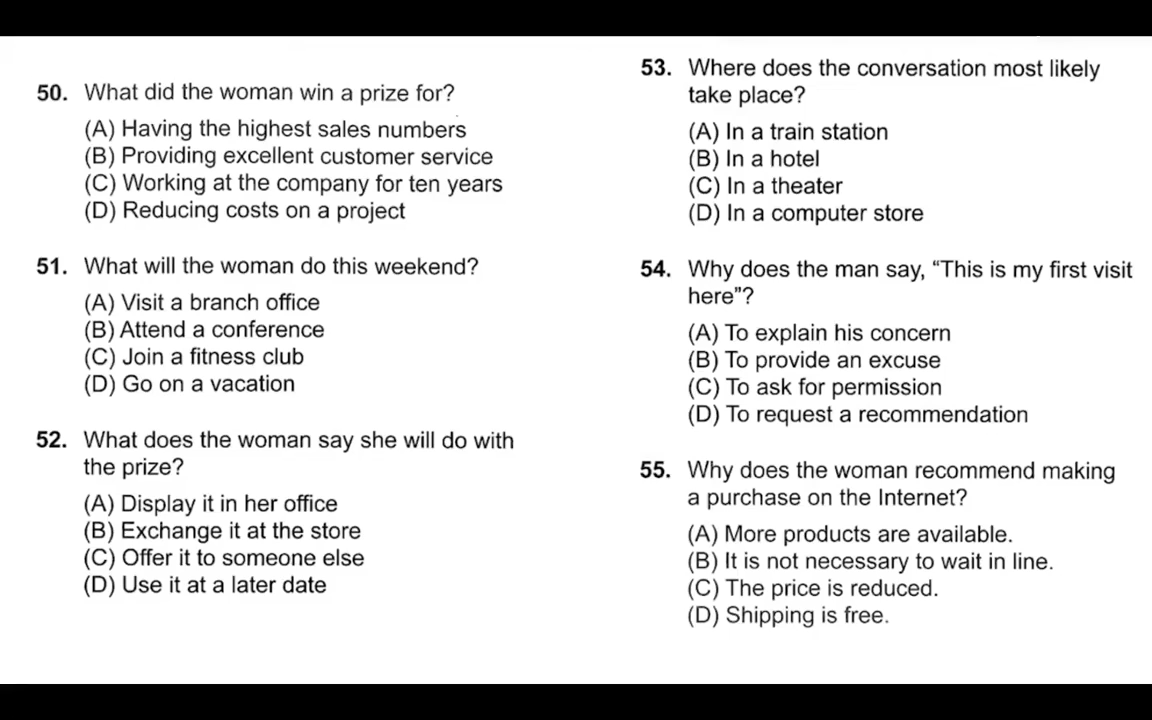 50. What did the woman win a prize for?
(A) Having the highest sales numbers
(B) Providing excellent customer service
(C) Working at the company for ten years
(D) Reducing costs on a project
51. What will the woman do this weekend?
(A) Visit a branch office
(B) Attend a conference
(C) Join a fitness club
(D) Go on a vacation
52. What does the woman say she will do with
the prize?
(A) Display it in her office
(B) Exchange it at the store
(C) Offer it to someone else
(D) Use it at a later date
53. Where does the conversation most likely
take place?
(A) In a train station
(B) In a hotel
(C) In a theater
(D) In a computer store
54. Why does the man say, “This is my first visit
here”?
(A) To explain his concern
(B) To provide an excuse
(C) To ask for permission
(D) To request a recommendation
55. Why does the woman recommend making
a purchase on the Internet?
(A) More products are available.
(B) It is not necessary to wait in line.
(C) The price is reduced.
(D) Shipping is free.